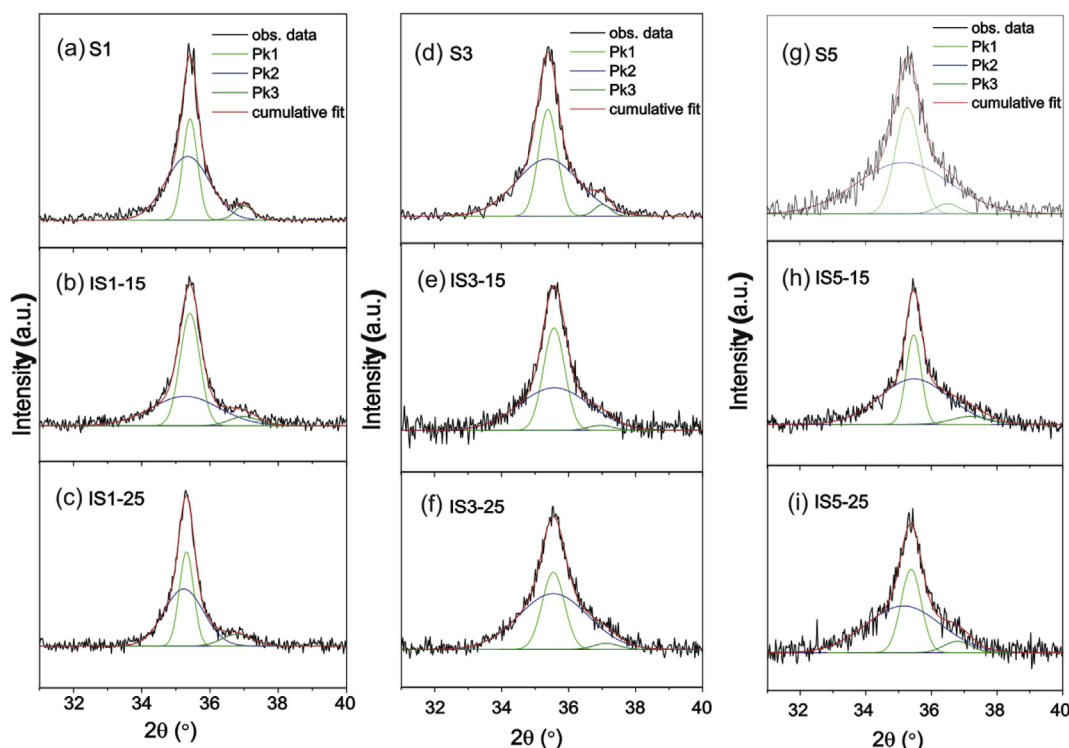 (a) S1
obs. data
Pk1
Pk2
Pk3
cumulative fit
(b) IS1-15
(c) IS1-25
Intensity (a.u.)
32 34 36 38 40
2θ (°)
(d) S3
obs. data
Pk1
Pk2
Pk3
cumulative fit
(e) IS3-15
(f) IS3-25
Intensity (a.u.)
32 34 36 38 40
2θ (°)
(g) S5
obs. data
Pk1
Pk2
Pk3
cumulative fit
(h) IS5-15
(i) IS5-25
Intensity (a.u.)
32 34 36 38 40
2θ (°)